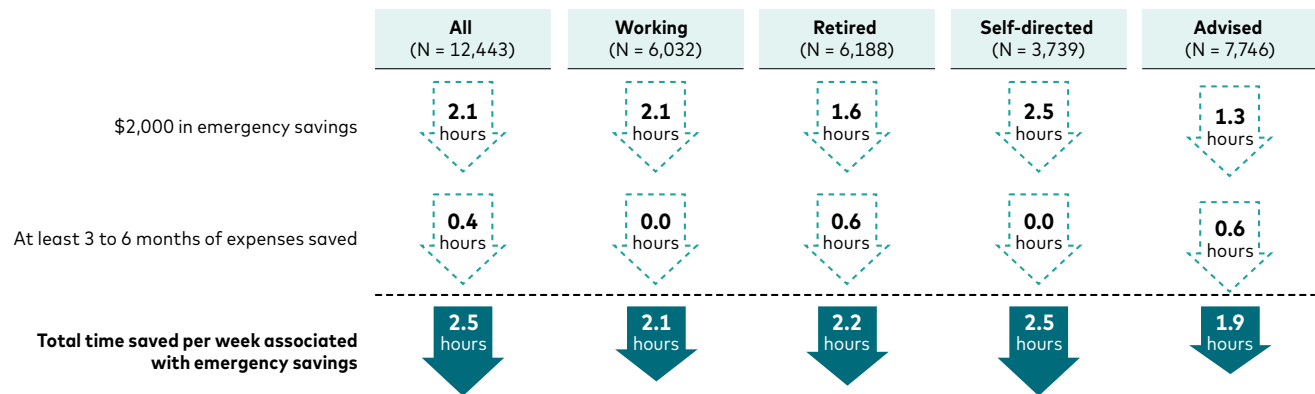 All
(N = 12,443)
Working
(N = 6,032)
Retired
(N = 6,188)
Self-directed
(N = 3,739)
Advised
(N = 7,746)
$2,000 in emergency savings
2.1
hours
2.1
hours
1.6
hours
2.5
hours
1.3
hours
At least 3 to 6 months of expenses saved
0.4
hours
0.0
hours
0.6
hours
0.0
hours
0.6
hours
Total time saved per week associated
with emergency savings
2.5
hours
2.1
hours
2.2
hours
2.5
hours
1.9
hours